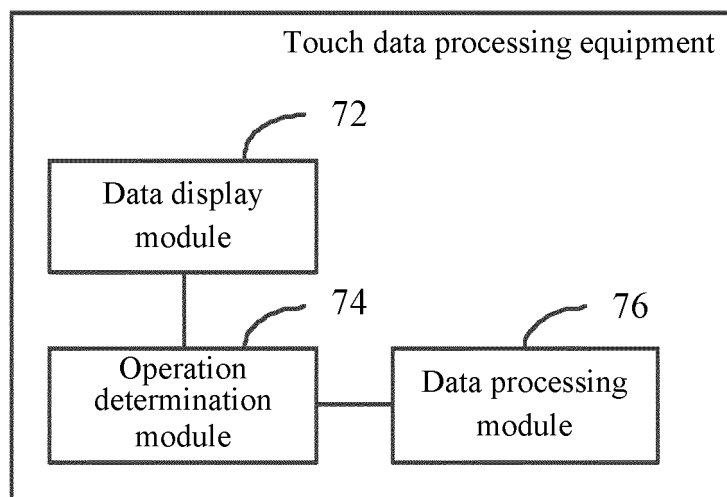 Touch data processing equipment
72
Data display
module
74
76
Operation
determination
module
Data processing
module